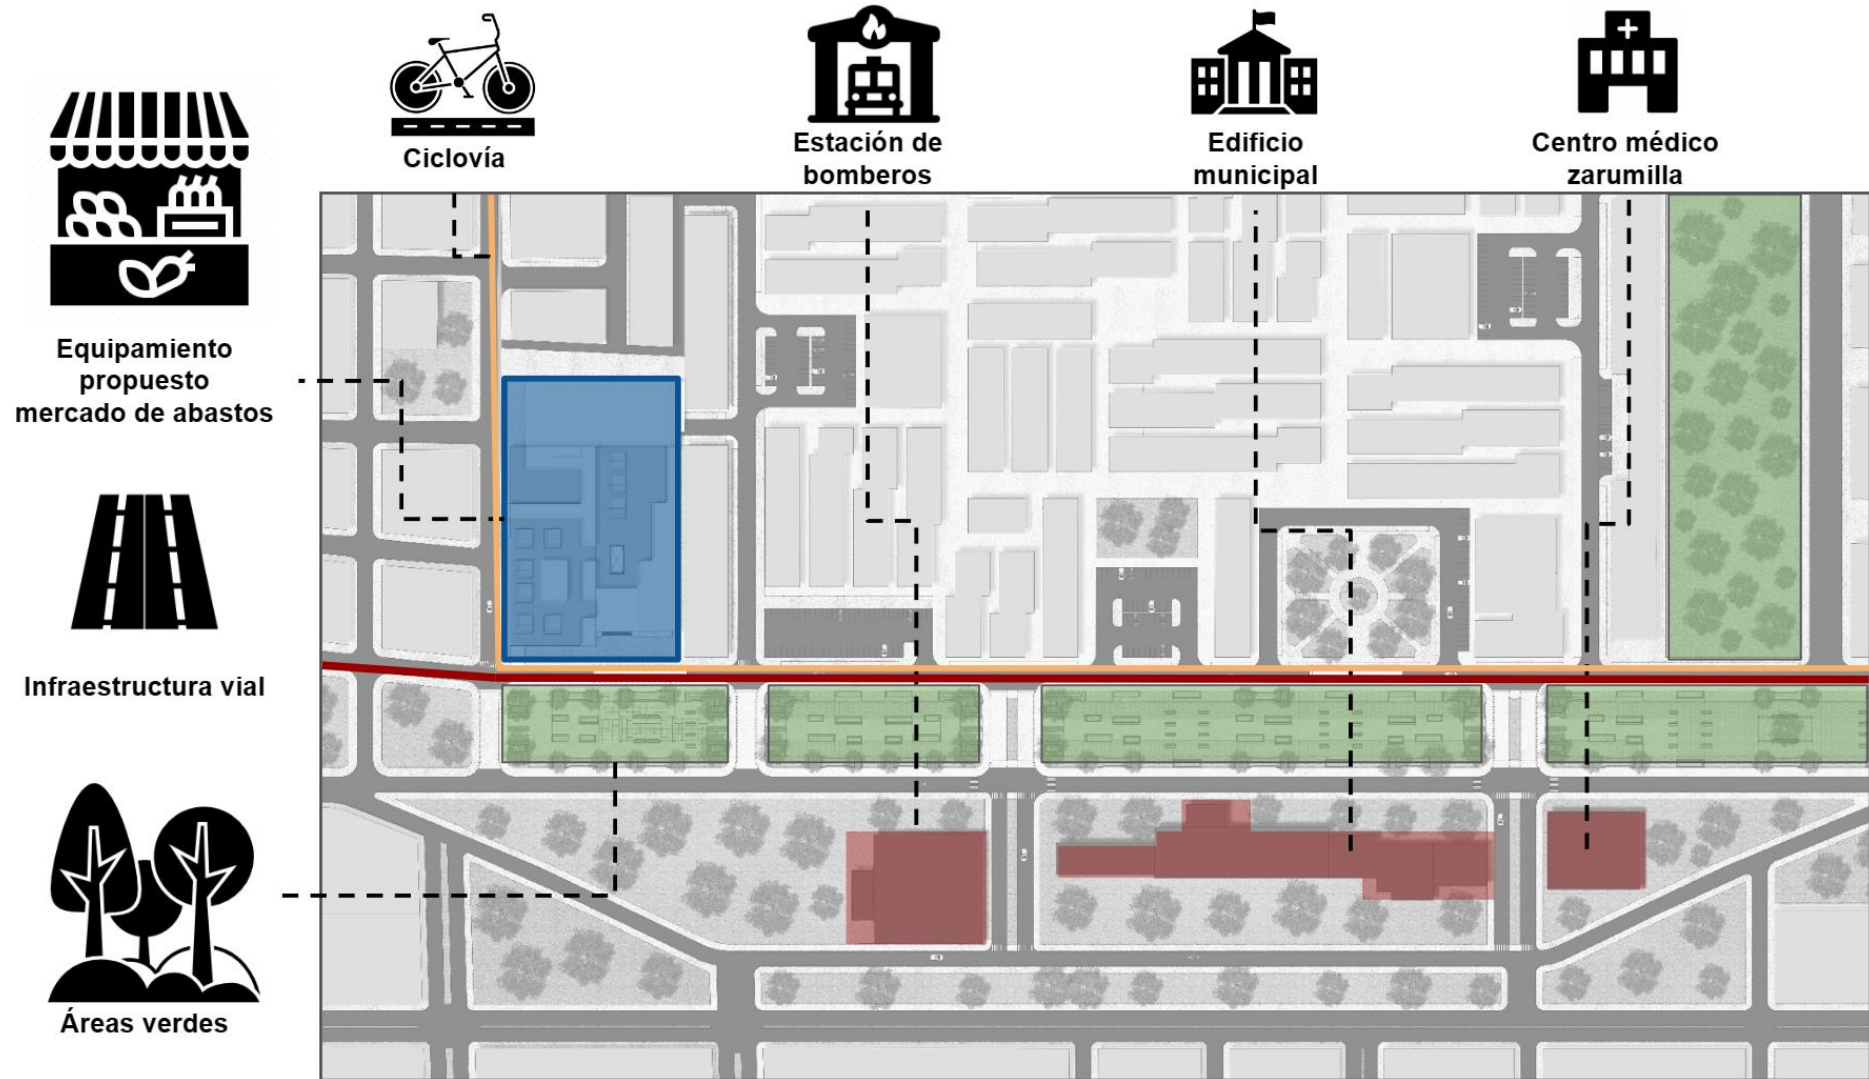 Ciclovía
Estación de
bomberos
Edificio
municipal
Centro médico
zarumilla
Equipamiento
propuesto
mercado de abastos
Infraestructura vial
Áreas verdes